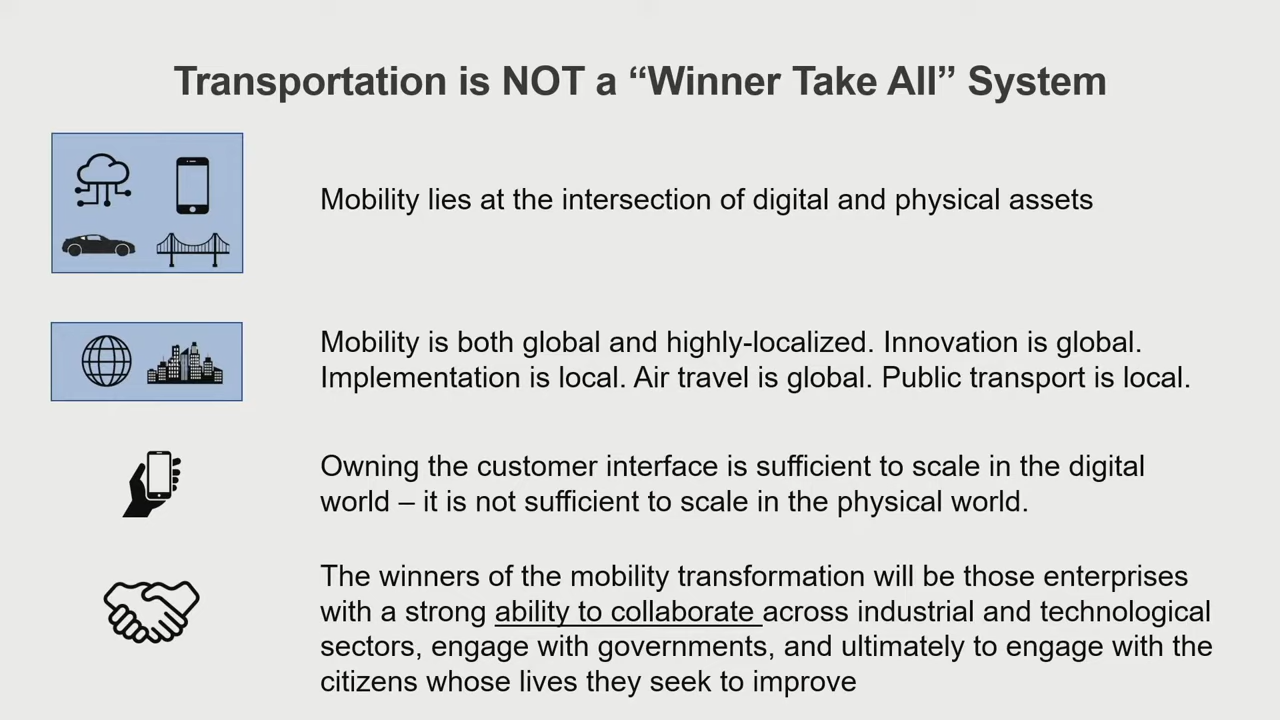 Transportation is NOT a “Winner Take All” System
Mobility lies at the intersection of digital and physical assets
Mobility is both global and highly-localized. Innovation is global.
Implementation is local. Air travel is global. Public transport is local.
Owning the customer interface is sufficient to scale in the digital
world – it is not sufficient to scale in the physical world.
The winners of the mobility transformation will be those enterprises
with a strong ability to collaborate across industrial and technological
sectors, engage with governments, and ultimately to engage with the
citizens whose lives they seek to improve